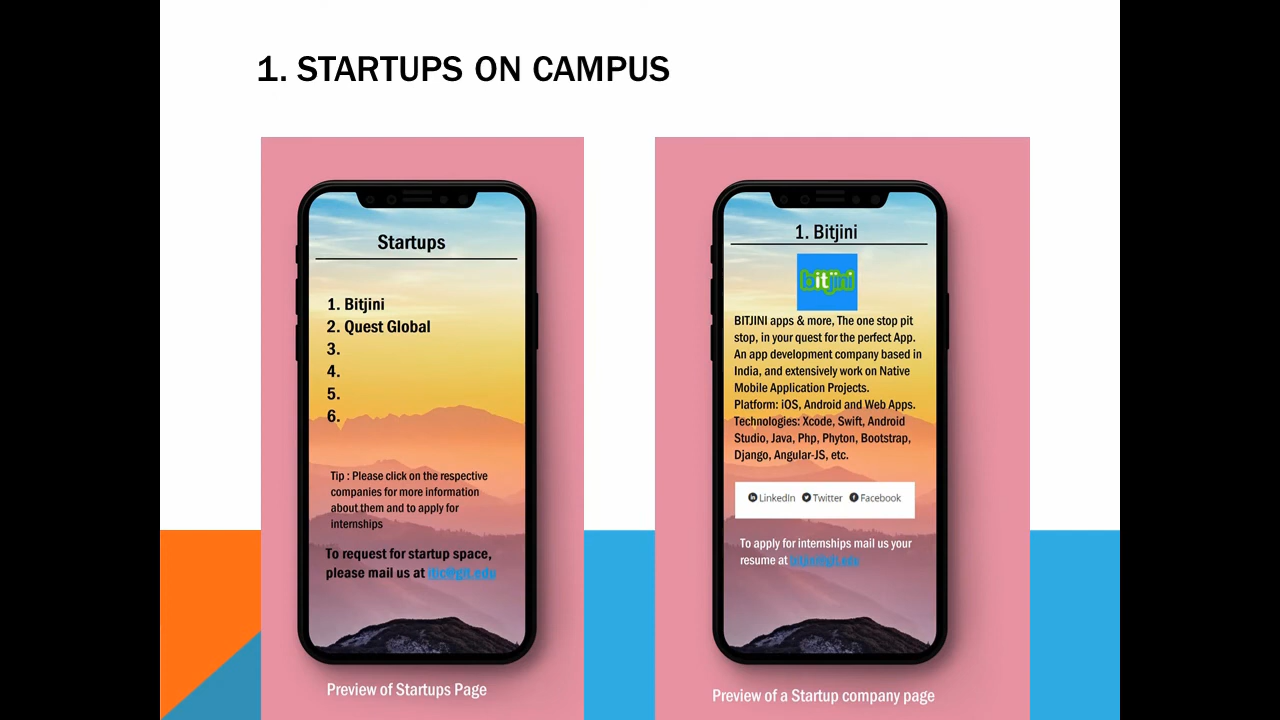 1. STARTUPS ON CAMPUS
Startups
1. Bitjini
2. Quest Global
3.
4.
5.
6.
Tip : Please click on the respective
companies for more information
about them and to apply for
internships
To request for startup space,
please mail us at itic@git.edu
Preview of Startups Page
1. Bitjini
bitjini
BITJINI apps & more, The one stop pit
stop, in your quest for the perfect App.
An app development company based in
India, and extensively work on Native
Mobile Application Projects.
Platform: iOS, Android and Web Apps.
Technologies: Xcode, Swift, Android
Studio, Java, Php, Phyton, Bootstrap,
Django, Angular-JS, etc.
LinkedIn Twitter Facebook
To apply for internships mail us your
resume at
Preview of a Startup company page